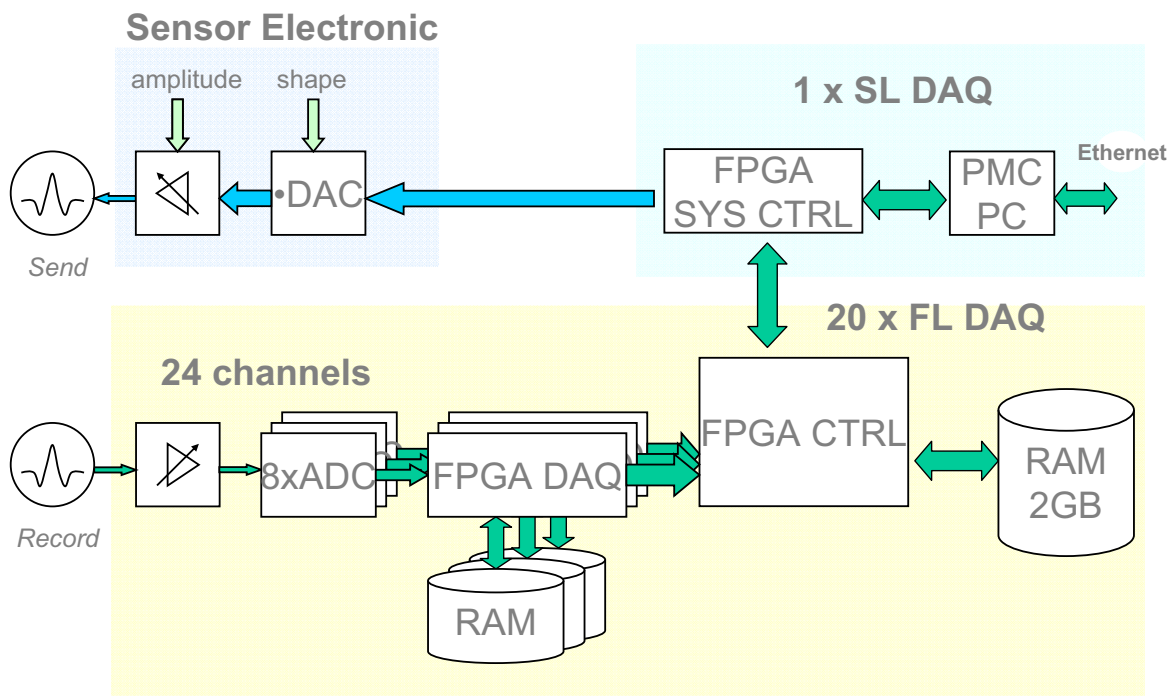 Sensor Electronic
amplitude
shape
1 x SL DAQ
Ethernet
FPGA
SYS CTRL
PMC
PC
•DAC
Send
20 x FL DAQ
24 channels
FPGA CTRL
8xADC
FPGA DAQ
RAM
2GB
Record
RAM